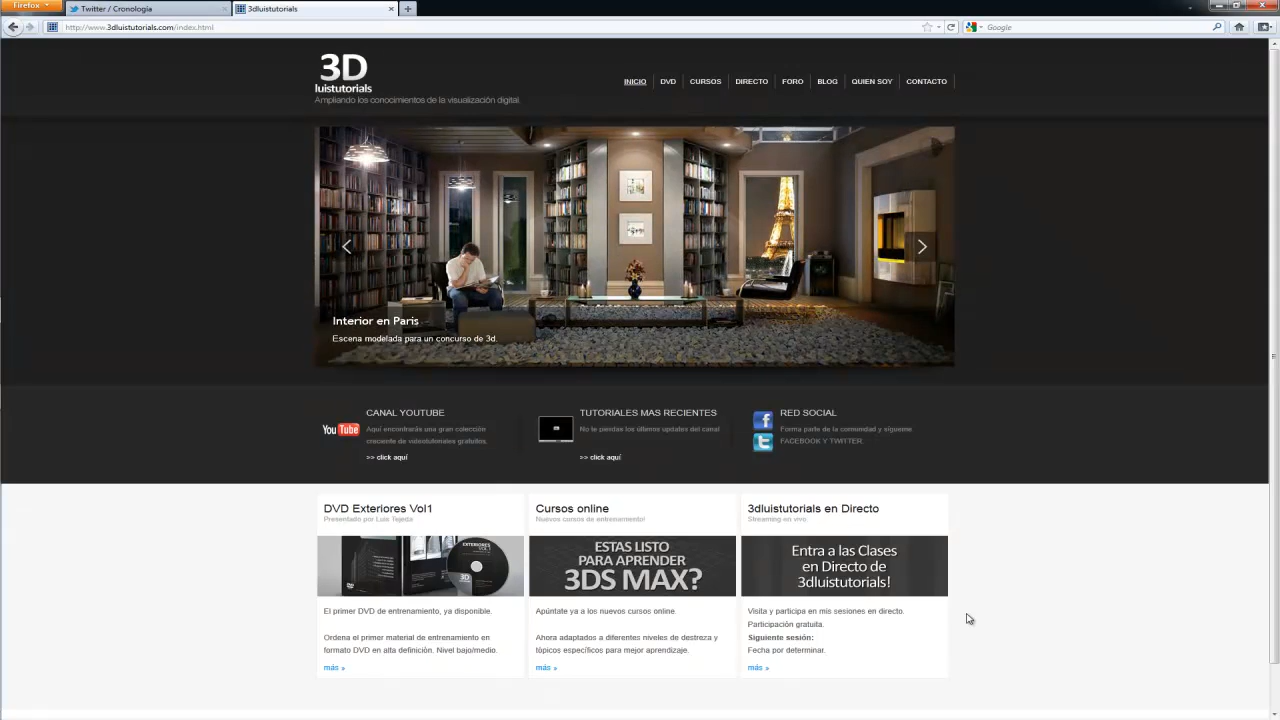 Firefox
Twitter / Cronología
3dluistutorials
http://www.3dluistutorials.com/index.html
Google
3D
luistutorials
Ampliando los conocimientos de la visualización digital.
INICIO
DVD
CURSOS
DIRECTO
FORO
BLOG
QUIEN SOY
CONTACTO
Interior en Paris
Escena modelada para un concurso de 3d.
YouTube
CANAL YOUTUBE
Aquí encontrarás una gran colección
creciente de videotutoriales gratuitos.
>> click aquí
TUTORIALES MAS RECIENTES
No te pierdas los últimos updates del canal
>> click aquí
RED SOCIAL
Forma parte de la comunidad y sígueme
FACEBOOK Y TWITTER.
DVD Exteriores Vol1
Presentado por Luis Tejeda
EXTERIORES
VOL 1
3D
DVD
El primer DVD de entrenamiento, ya disponible.
Ordena el primer material de entrenamiento en
formato DVD en alta definición. Nivel bajo/medio.
más »
Cursos online
Nuevos cursos de entrenamiento!
ESTAS LISTO
PARA APRENDER
3DS MAX?
Apúntate ya a los nuevos cursos online
Ahora adaptados a diferentes niveles de destreza y
tópicos específicos para mejor aprendizaje.
más »
3dluistutorials en Directo
Streaming en vivo
Entra a las Clases
en Directo de
3dluistutorials!
Visita y participa en mis sesiones en directo.
Participación gratuita.
Siguiente sesión:
Fecha por determinar.
más »